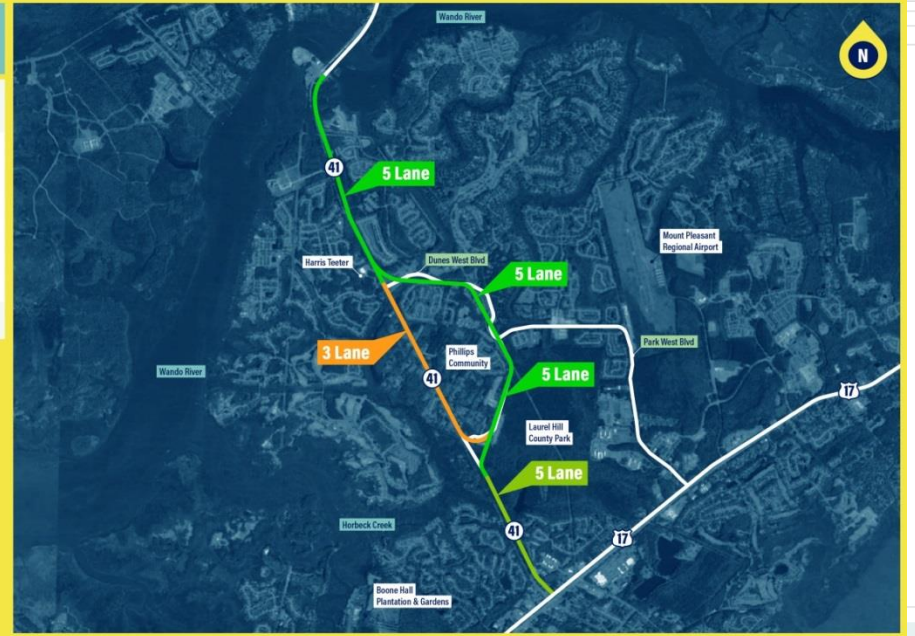 Wando River
N
41
5 Lane
Mount Pleasant
Regional Airport
Harris Teeter
Dunes West Blvd
5 Lane
3 Lane
Phillips
Community
Park West Blvd
Wando River
41
5 Lane
17
Laurel Hill
County Park
5 Lane
Horbeck Creek
41
17
Boone Hall
Plantation & Gardens